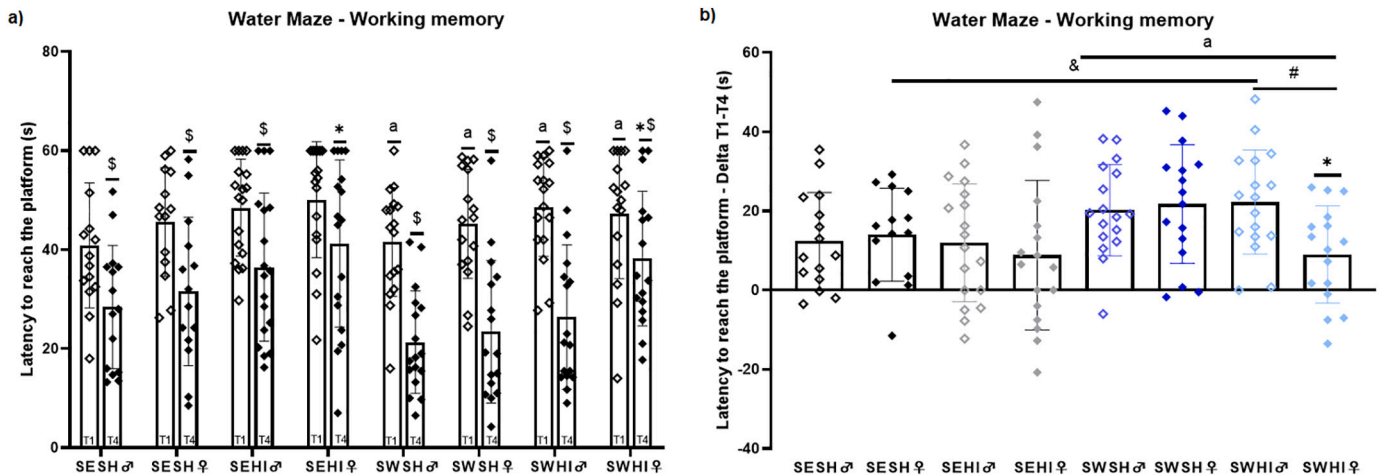 a)
Water Maze - Working memory
Latency to reach the platform (s)
80
60
40
20
0
$ $ $ * a $ a $ a $ a *$
T1 T4 T1 T4 T1 T4 T1 T4 T1 T4 T1 T4 T1 T4 T1 T4
SESH♂ SESH♀ SEHI♂ SEHI♀ SWSH♂ SWSH♀ SWHI♂ SWHI♀
b)
Water Maze - Working memory
Latency to reach the platform - Delta T1-T4 (s)
60
40
20
0
-20
-40
a
&
#
*
SESH♂ SESH♀ SEHI♂ SEHI♀ SWSH♂ SWSH♀ SWHI♂ SWHI♀